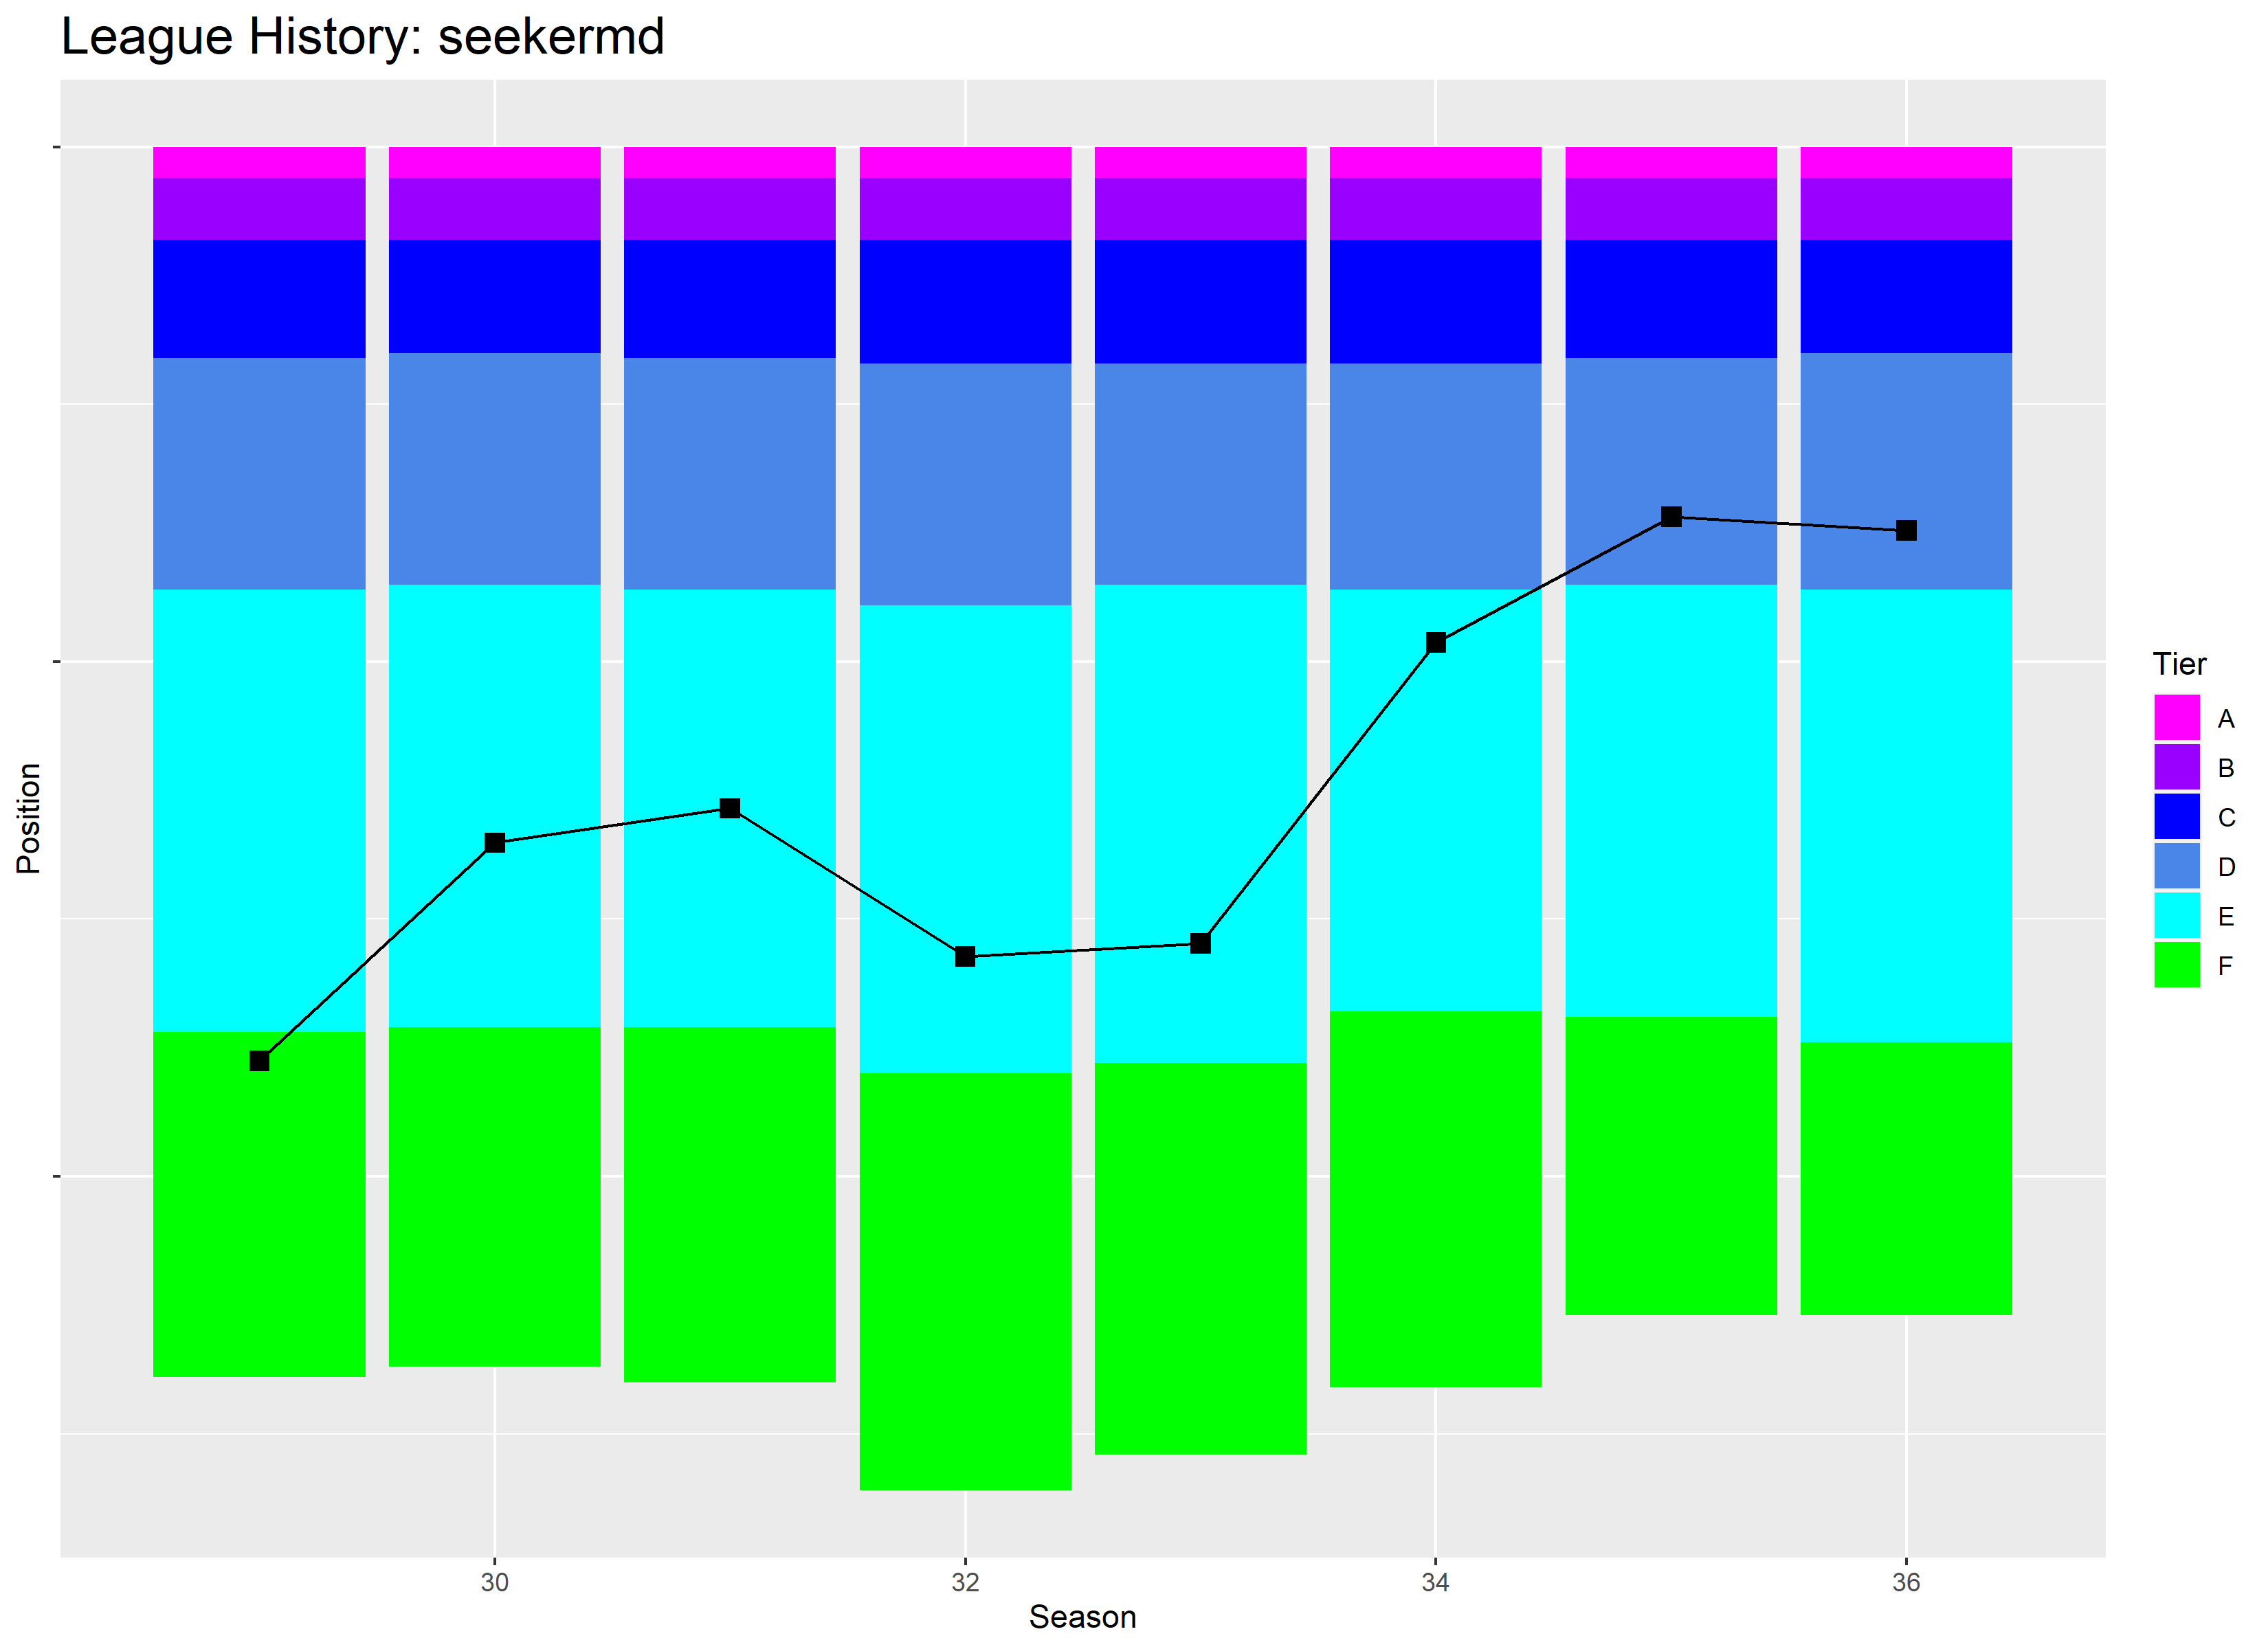 League History: seekermd
Position
30
32
34
36
Season
Tier
A
B
C
D
E
F